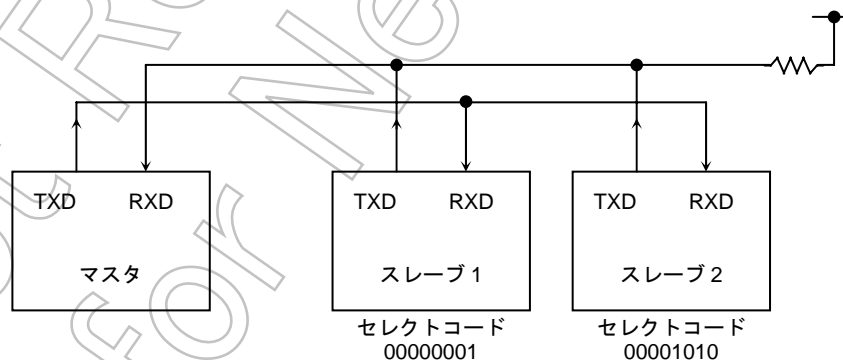 TXD RXD
マスタ
TXD RXD
スレーブ 1
セレクトコード
00000001
TXD RXD
スレーブ 2
セレクトコード
00001010